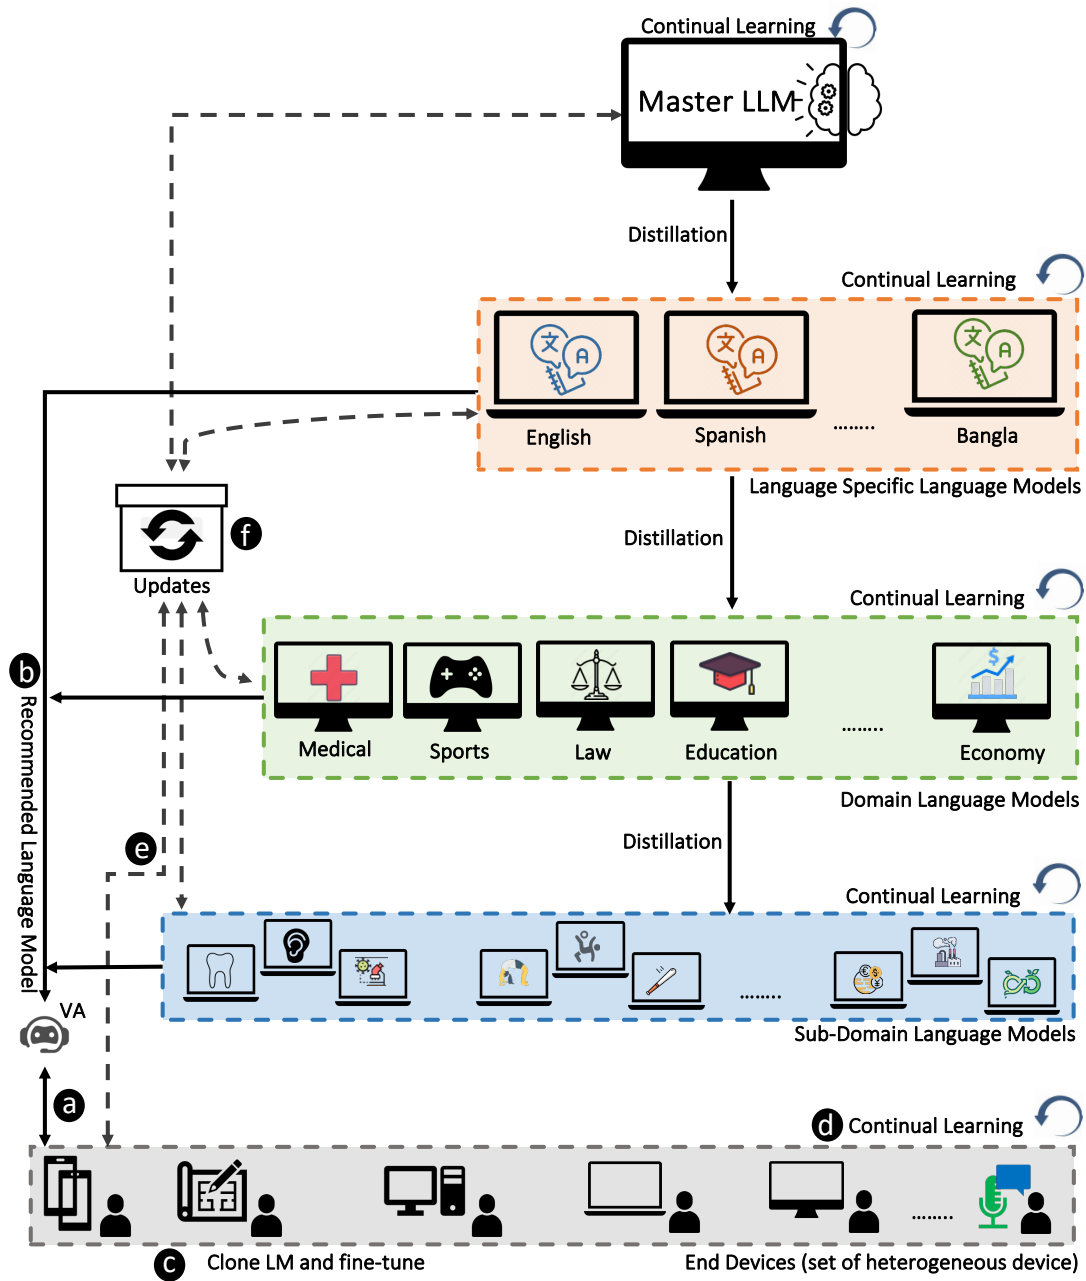 Continual Learning
Master LLM
Distillation
Continual Learning
English
Spanish
........
Bangla
Language Specific Language Models
Distillation
f
Updates
Continual Learning
b
Recommended Language Model
Medical
Sports
Law
Education
........
Economy
Domain Language Models
e
Distillation
Continual Learning
........
Sub-Domain Language Models
VA
a
d Continual Learning
........
c Clone LM and fine-tune
End Devices (set of heterogeneous device)